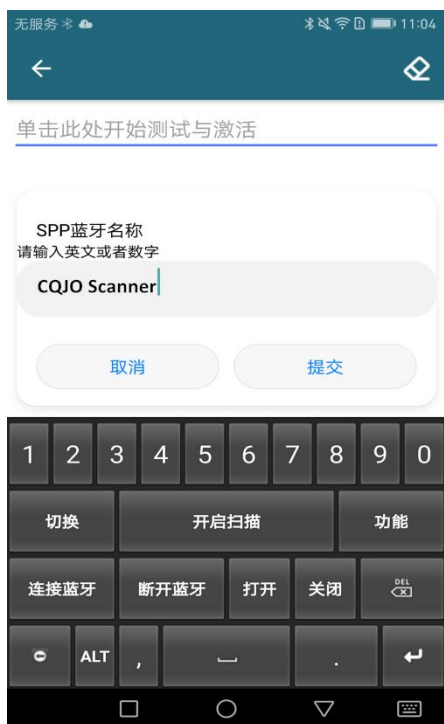 无服务 11:04
单击此处开始测试与激活
SPP蓝牙名称
请输入英文或者数字
CQJO Scanner
取消 提交
1 2 3 4 5 6 7 8 9 0
切换 开启扫描 功能
连接蓝牙 断开蓝牙 打开 关闭 DEL
ALT , .